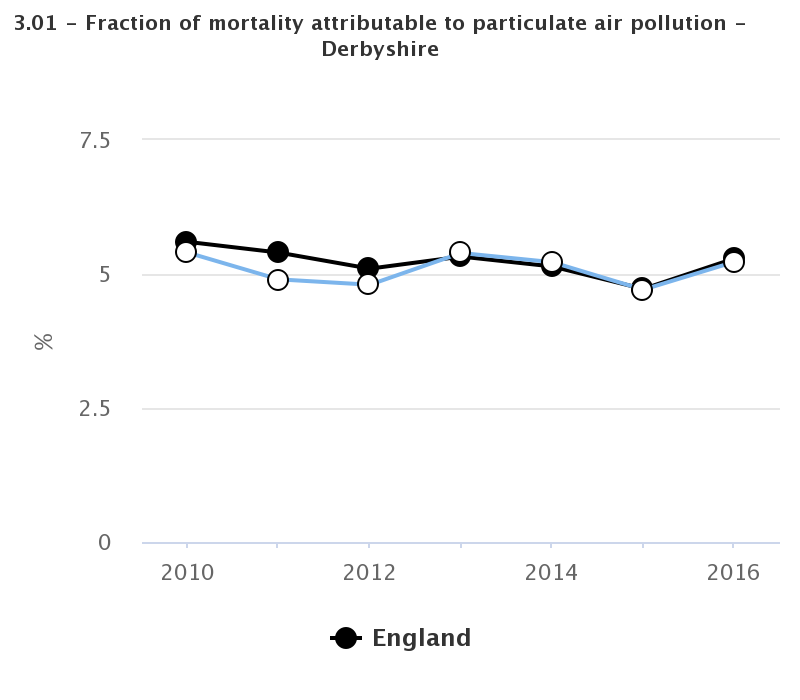 3.01 – Fraction of mortality attributable to particulate air pollution –
Derbyshire
7.5
5
%
2.5
0
2010 2012 2014 2016
England